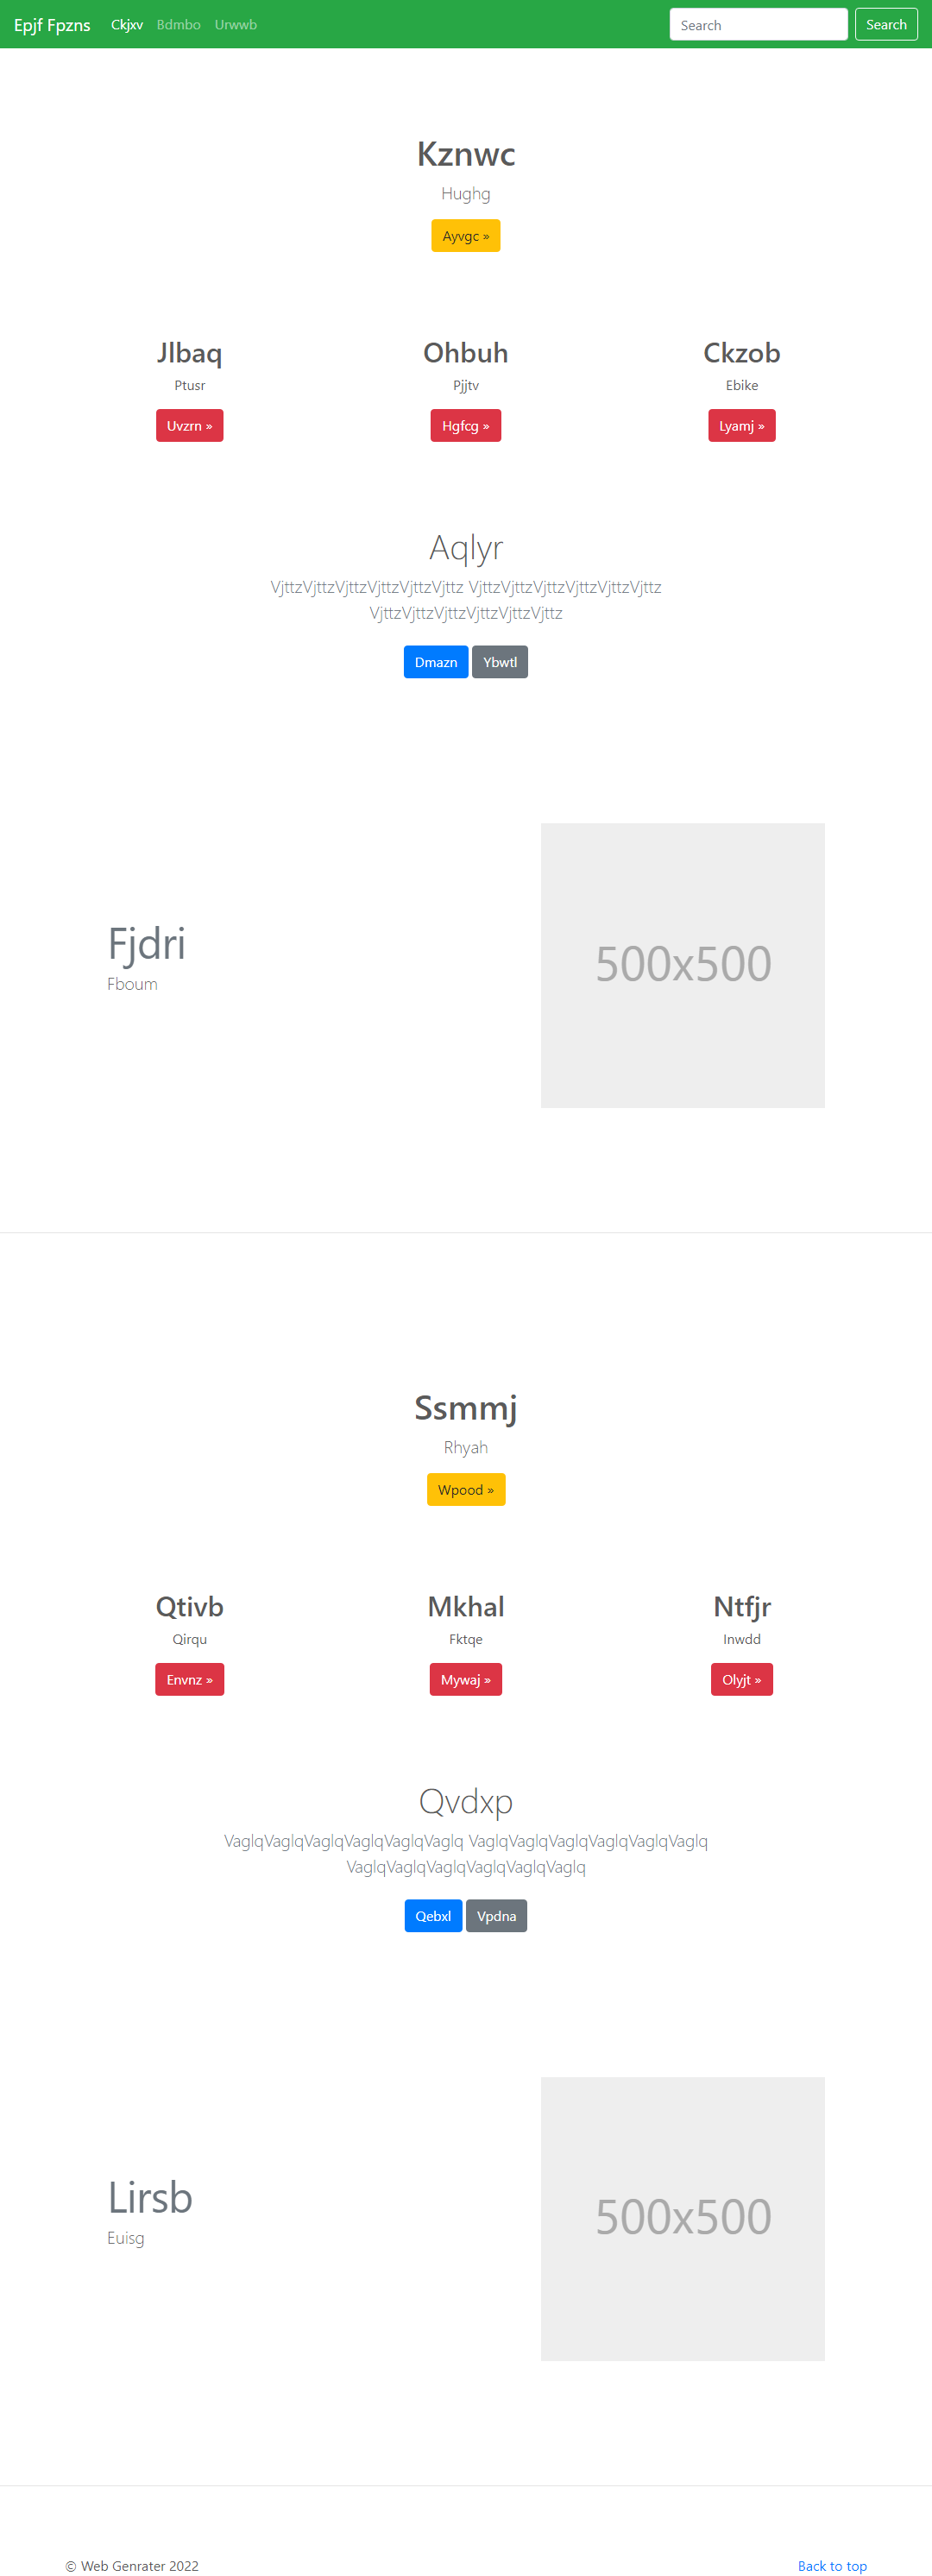 Epjf Fpzns Ckjxv Bdmbo Urwwb Search Search
Kznwc
Hughg
Ayvgc »
Jlbaq Ohbuh Ckzob
Ptusr Pjjtv Ebike
Uvzrn » Hgfcg » Lyamj »
Aqlyr
VjttzVjttzVjttzVjttzVjttzVjttz VjttzVjttzVjttzVjttzVjttzVjttz
VjttzVjttzVjttzVjttzVjttzVjttz
Dmazn Ybwtl
Fjdri
Fboum
500x500
Ssmmj
Rhyah
Wpood »
Qtivb Mkhal Ntfjr
Qirqu Fktqe Inwdd
Envnz » Mywaj » Olyjt »
Qvdxp
VaglqVaglqVaglqVaglqVaglqVaglq VaglqVaglqVaglqVaglqVaglqVaglq
VaglqVaglqVaglqVaglqVaglqVaglq
Qebxl Vpdna
Lirsb
Euisg
500x500
© Web Genrater 2022 Back to top